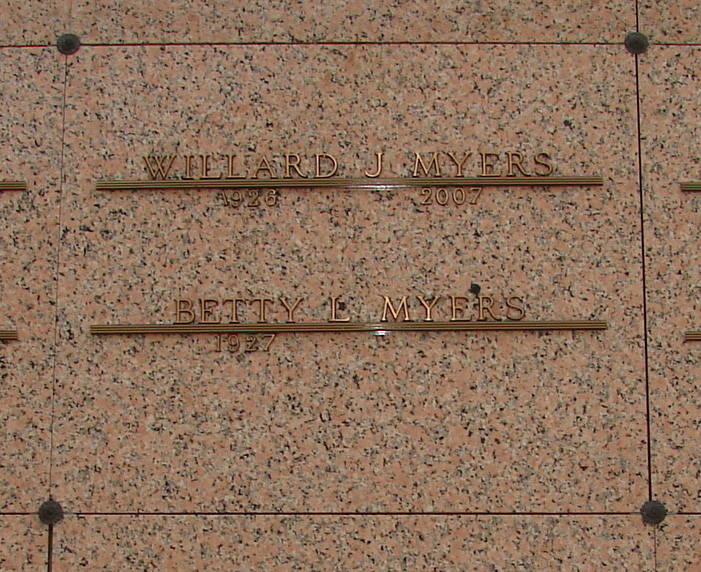 WILLARD J MYERS
1926 2007
BETTY L MYERS
1927